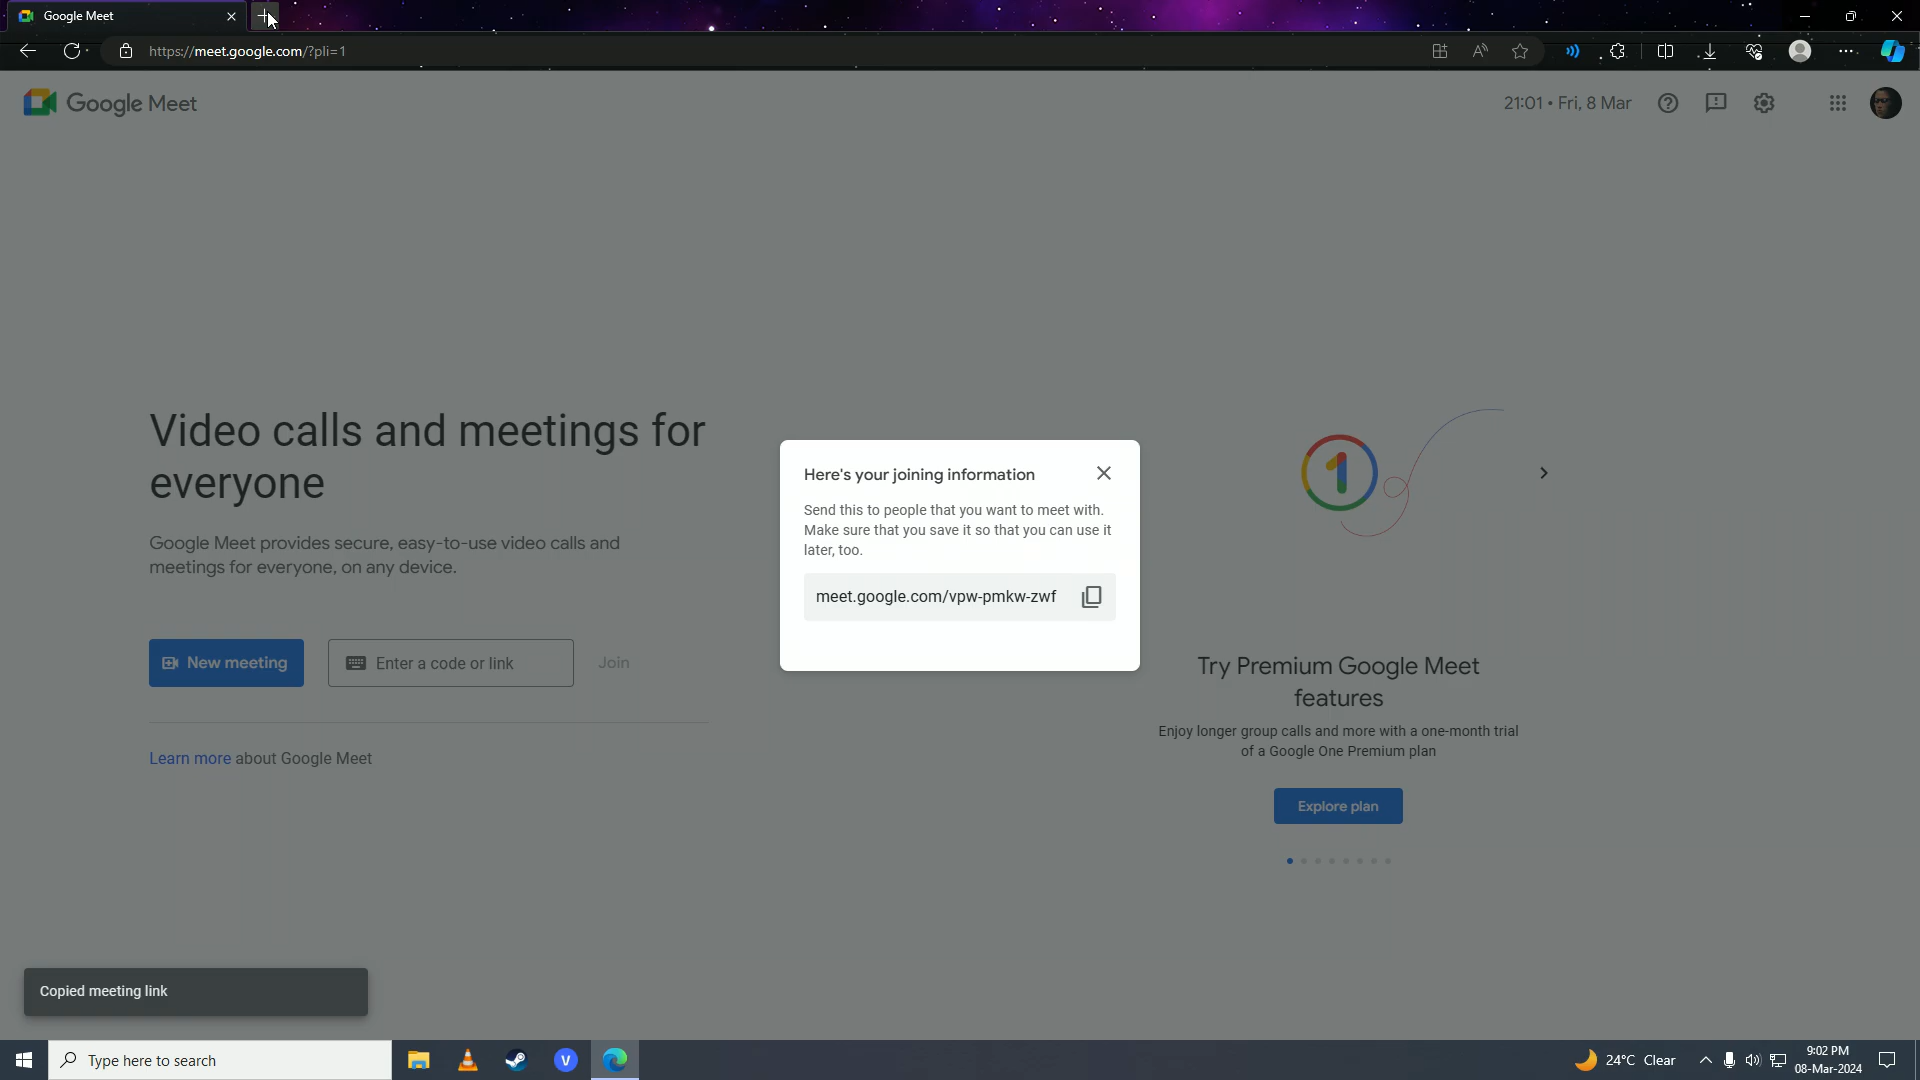 Google Meet
https://meet.google.com/?pli=1
Google Meet
21:01 • Fri, 8 Mar
Video calls and meetings for
everyone
Google Meet provides secure, easy-to-use video calls and
meetings for everyone, on any device.
New meeting
Enter a code or link
Join
Learn more about Google Meet
Here's your joining information
Send this to people that you want to meet with.
Make sure that you save it so that you can use it
later, too.
meet.google.com/vpw-pmkw-zwf
1
Try Premium Google Meet
features
Enjoy longer group calls and more with a one-month trial
of a Google One Premium plan
Explore plan
Copied meeting link
Type here to search
V
24°C Clear
9:02 PM
08-Mar-2024